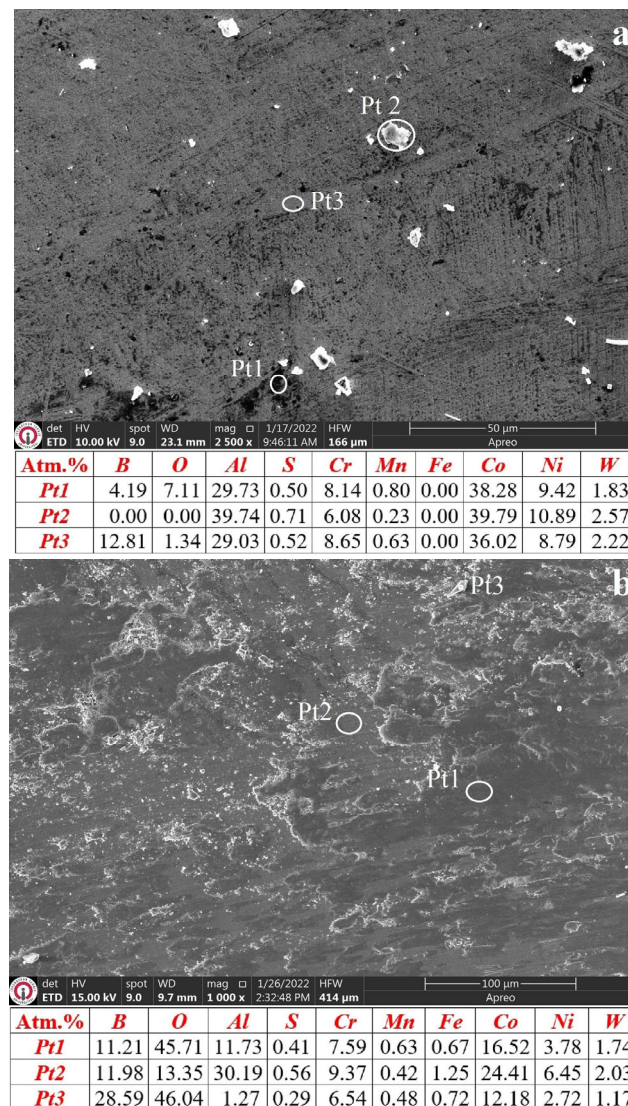 a
Pt 2
Pt3
Pt1
det HV spot WD mag HFW 1/17/2022 50 µm
ETD 10.00 kV 9.0 23.1 mm 2 500 x 9:46:11 AM 166 µm Apreo
Atm.% B O Al S Cr Mn Fe Co Ni W
Pt1 4.19 7.11 29.73 0.50 8.14 0.80 0.00 38.28 9.42 1.83
Pt2 0.00 0.00 39.74 0.71 6.08 0.23 0.00 39.79 10.89 2.57
Pt3 12.81 1.34 29.03 0.52 8.65 0.63 0.00 36.02 8.79 2.22
Pt3 b
Pt2
Pt1
det HV spot WD mag 1/26/2022 HFW 100 µm
ETD 15.00 kV 9.0 9.7 mm 1 000 x 2:32:48 PM 414 µm Apreo
Atm.% B O Al S Cr Mn Fe Co Ni W
Pt1 11.21 45.71 11.73 0.41 7.59 0.63 0.67 16.52 3.78 1.74
Pt2 11.98 13.35 30.19 0.56 9.37 0.42 1.25 24.41 6.45 2.03
Pt3 28.59 46.04 1.27 0.29 6.54 0.48 0.72 12.18 2.72 1.17